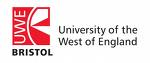 UWE
BRISTOL
University of the
West of England